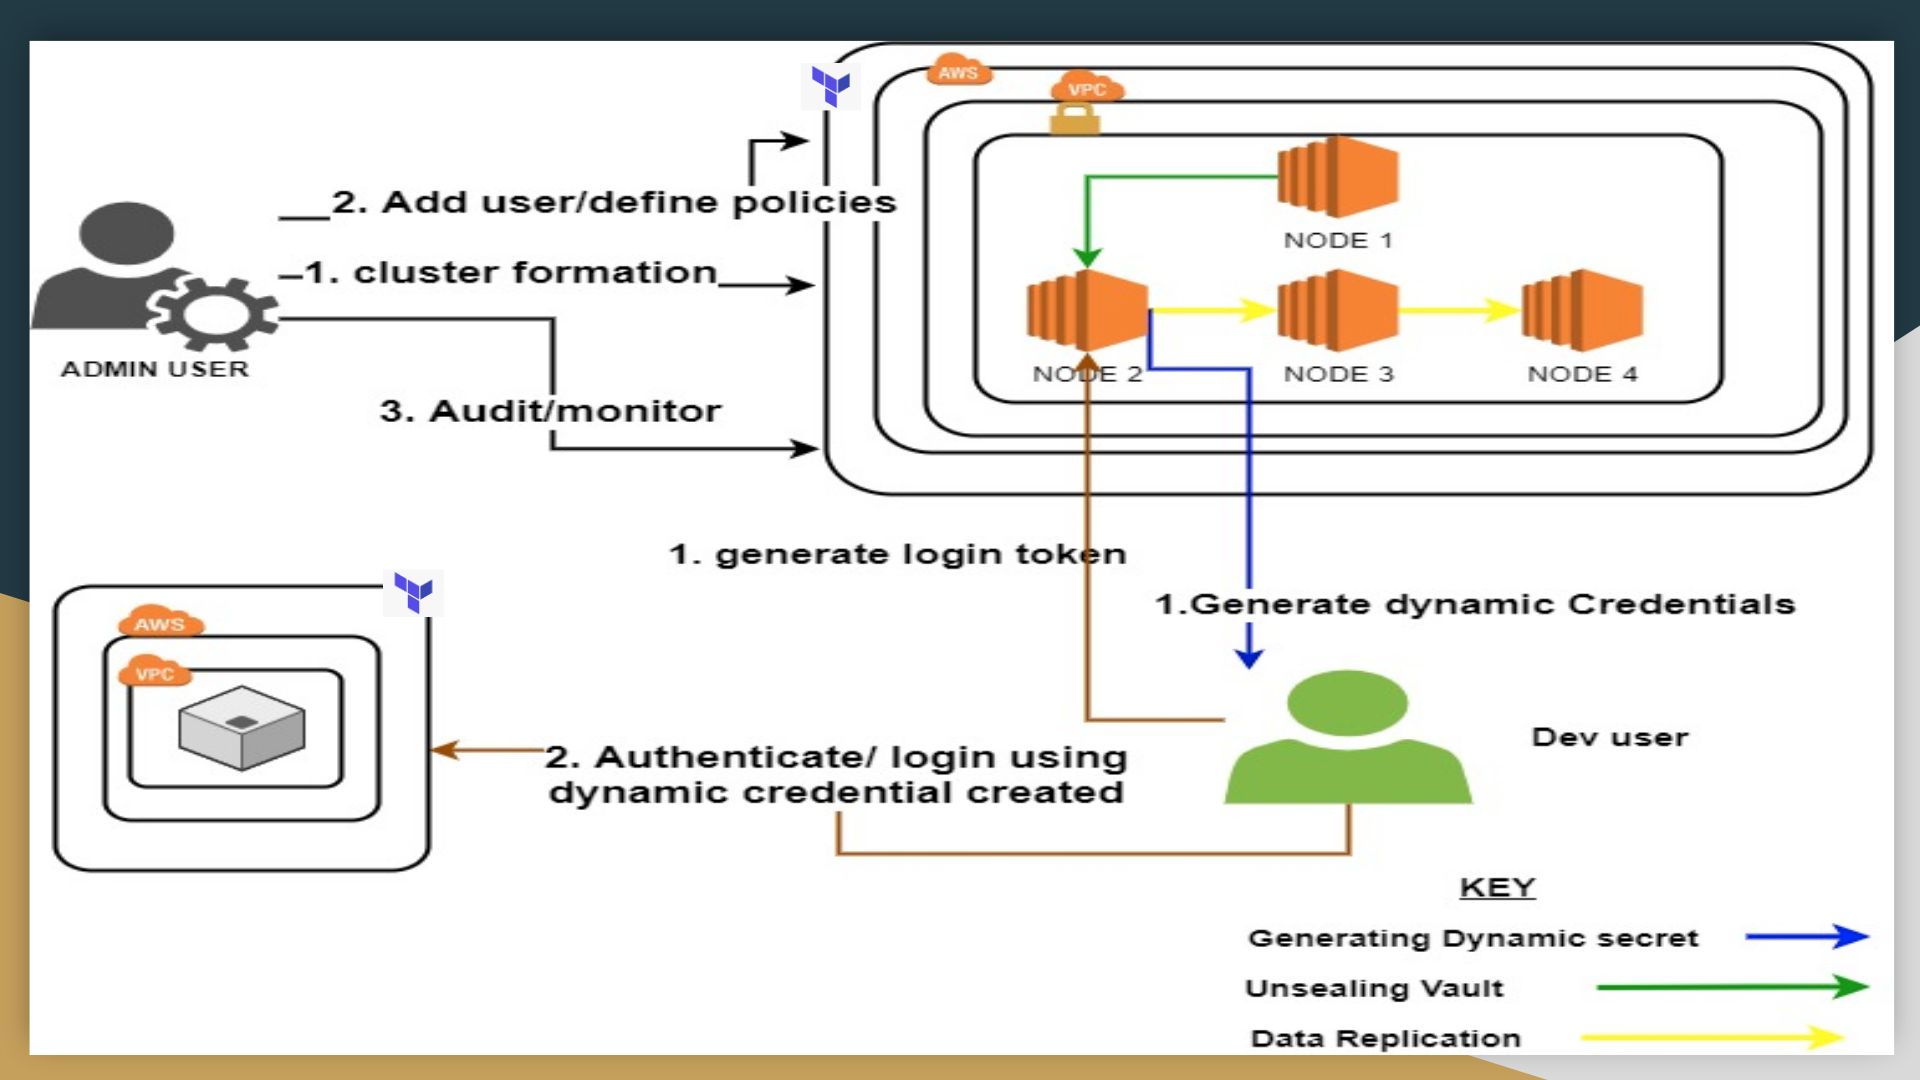 AWS
VPC
2. Add user/define policies
1. cluster formation
ADMIN USER
3. Audit/monitor
NODE 1
NODE 2
NODE 3
NODE 4
1. generate login token
1.Generate dynamic Credentials
AWS
VPC
2. Authenticate/ login using
dynamic credential created
Dev user
KEY
Generating Dynamic secret
Unsealing Vault
Data Replication